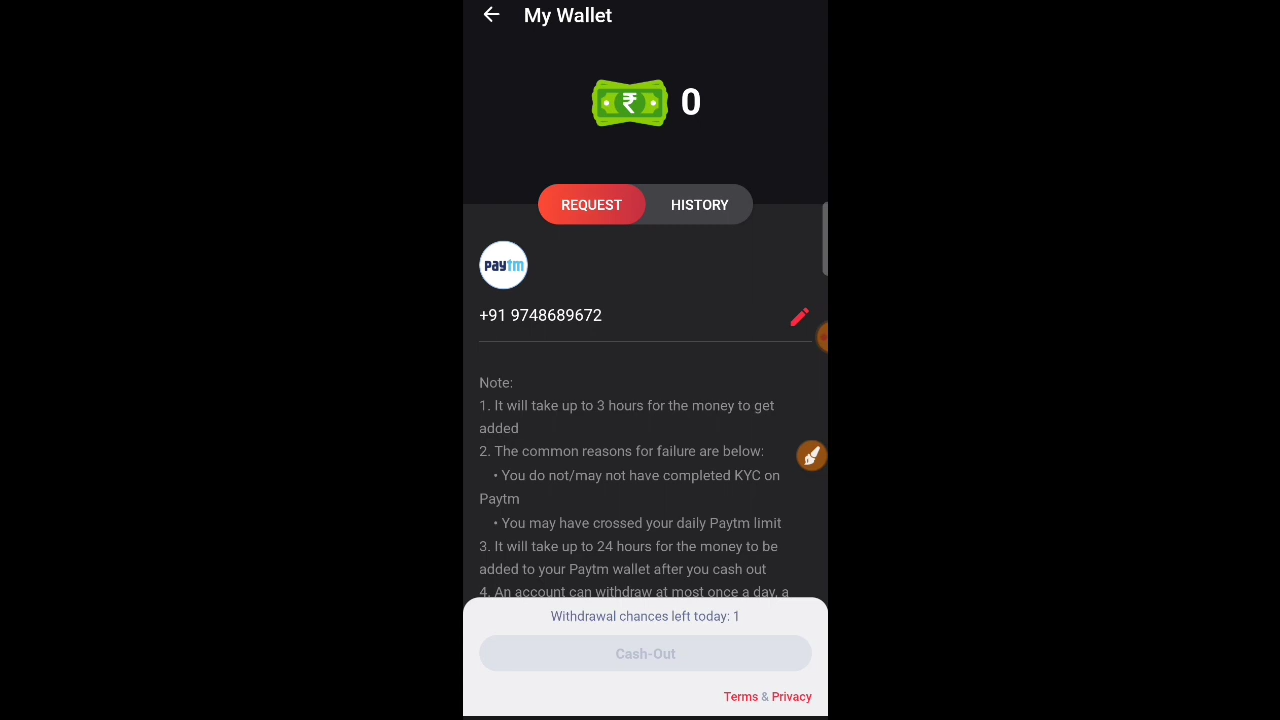 My Wallet
₹ 0
REQUEST HISTORY
paytm
+91 9748689672
Note:
1. It will take up to 3 hours for the money to get
added
2. The common reasons for failure are below:
• You do not/may not have completed KYC on
Paytm
• You may have crossed your daily Paytm limit
3. It will take up to 24 hours for the money to be
added to your Paytm wallet after you cash out
4. An account can withdraw at most once a day, a
Withdrawal chances left today: 1
Cash-Out
Terms & Privacy